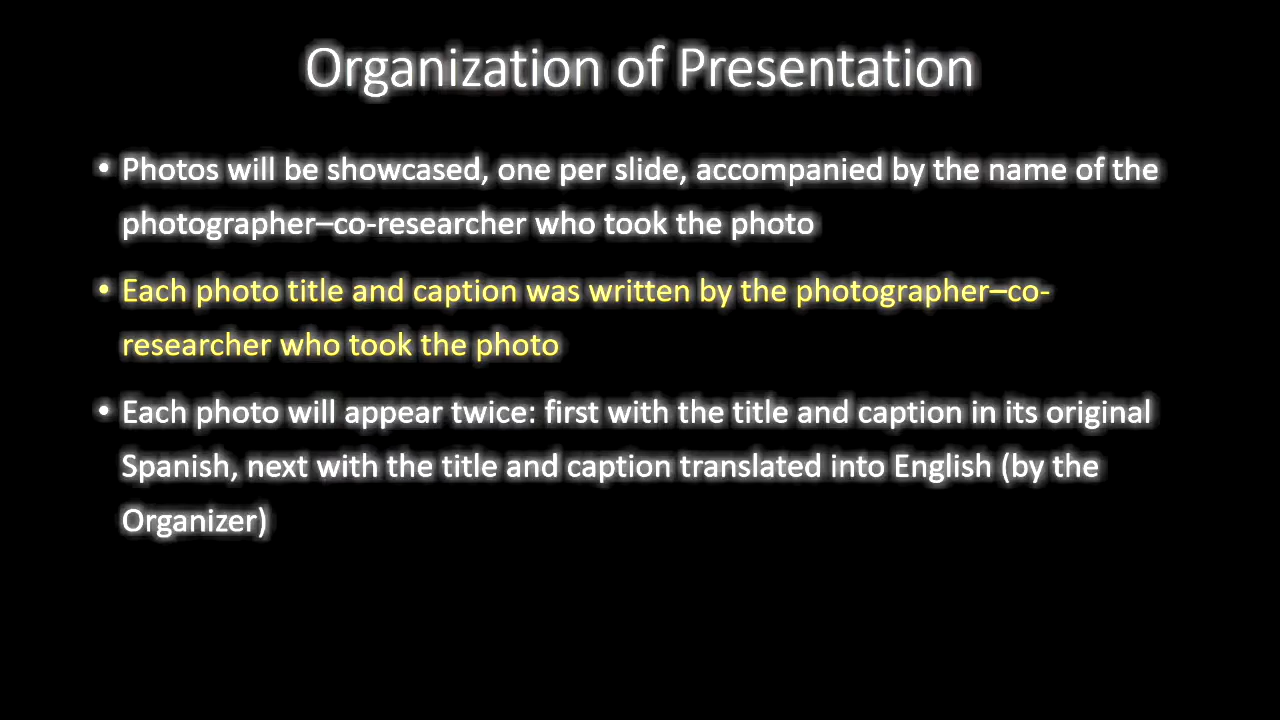 Organization of Presentation
• Photos will be showcased, one per slide, accompanied by the name of the
photographer–co-researcher who took the photo
• Each photo title and caption was written by the photographer–co-
researcher who took the photo
• Each photo will appear twice: first with the title and caption in its original
Spanish, next with the title and caption translated into English (by the
Organizer)